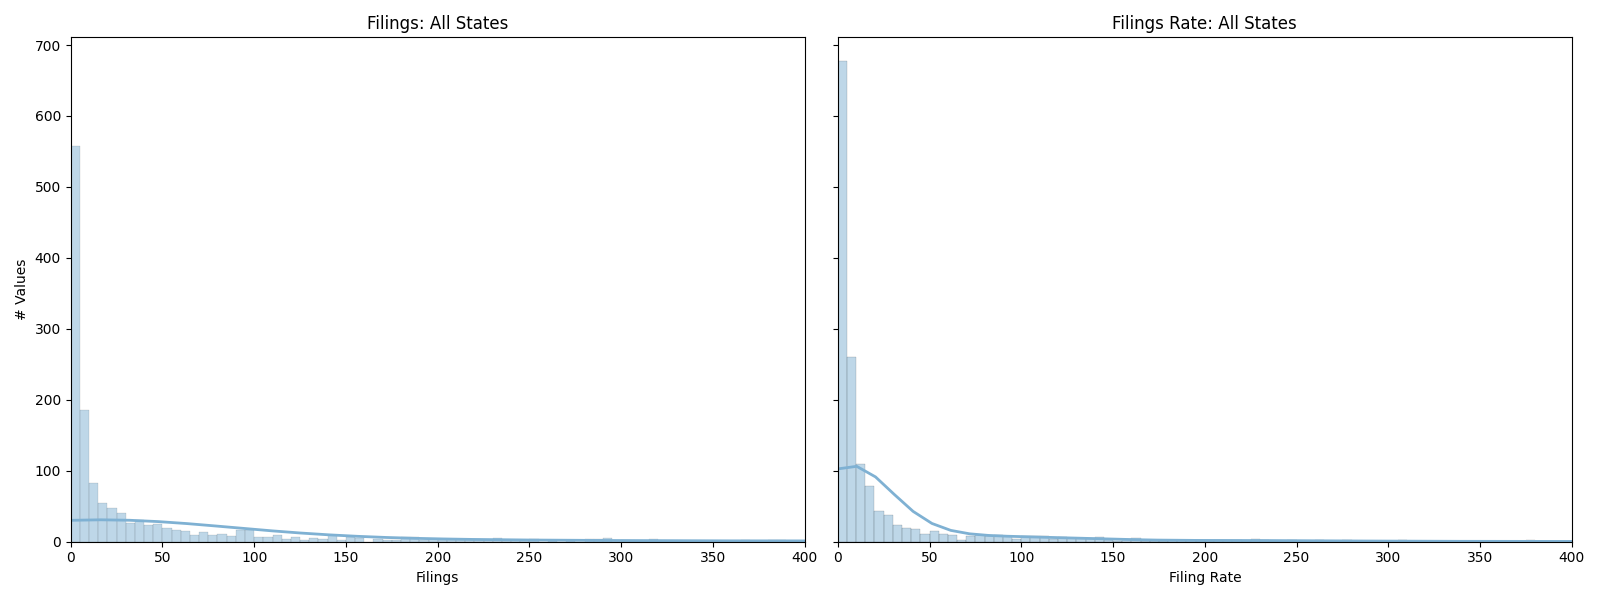 Filings: All States
Filings Rate: All States
700
600
500
400
300
200
100
0
# Values
0 50 100 150 200 250 300 350 400
Filings
0 50 100 150 200 250 300 350 400
Filing Rate